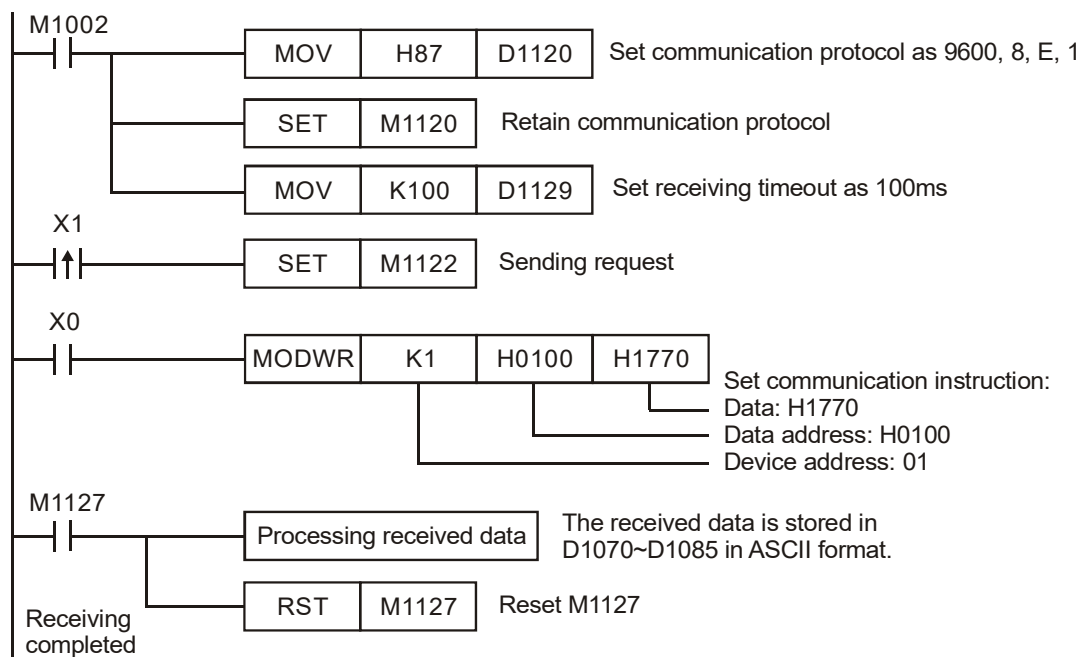 M1002
MOV H87 D1120 Set communication protocol as 9600, 8, E, 1
SET M1120 Retain communication protocol
MOV K100 D1129 Set receiving timeout as 100ms
X1
SET M1122 Sending request
X0
MODWR K1 H0100 H1770
Set communication instruction:
Data: H1770
Data address: H0100
Device address: 01
M1127
Processing received data
The received data is stored in
D1070~D1085 in ASCII format.
RST M1127 Reset M1127
Receiving
completed